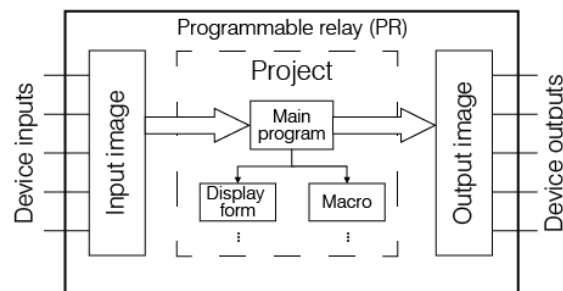 Programmable relay (PR)
Device inputs
Input image
Project
Main
program
Display
form
Macro
Output image
Device outputs